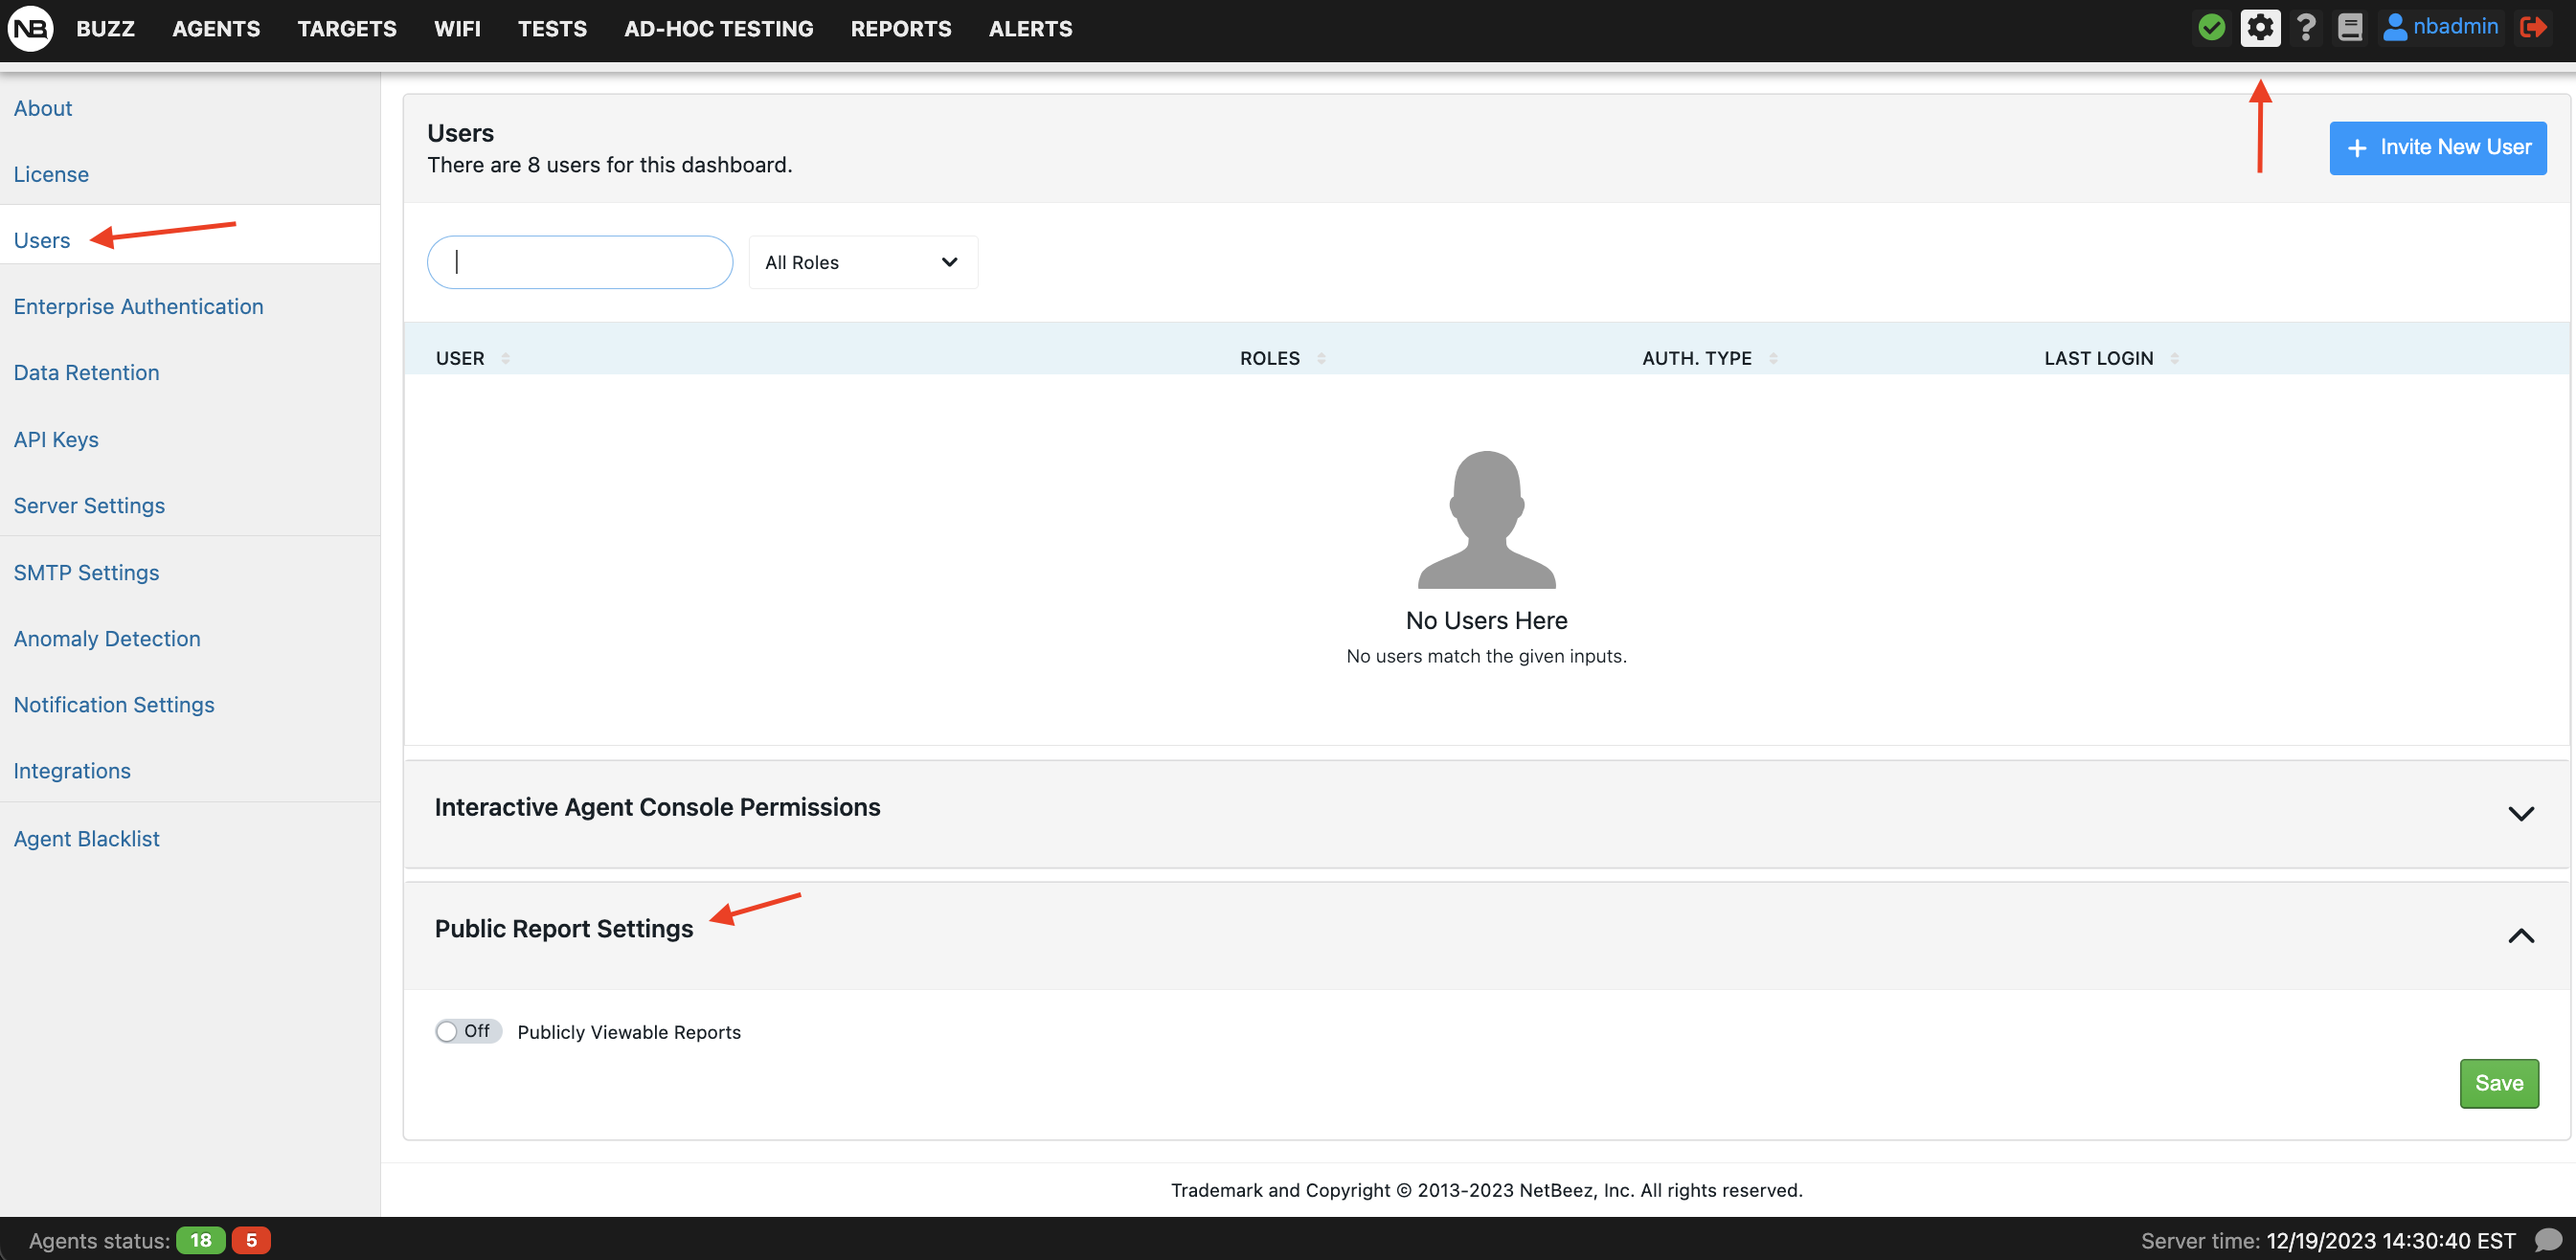 NB BUZZ AGENTS TARGETS WIFI TESTS AD-HOC TESTING REPORTS ALERTS ? nbadmin
About
License
Users
Enterprise Authentication
Data Retention
API Keys
Server Settings
SMTP Settings
Anomaly Detection
Notification Settings
Integrations
Agent Blacklist
Users
There are 8 users for this dashboard.
+ Invite New User
All Roles
USER ROLES AUTH. TYPE LAST LOGIN
No Users Here
No users match the given inputs.
Interactive Agent Console Permissions
Public Report Settings
Off Publicly Viewable Reports
Save
Trademark and Copyright © 2013-2023 NetBeez, Inc. All rights reserved.
Agents status: 18 5 Server time: 12/19/2023 14:30:40 EST